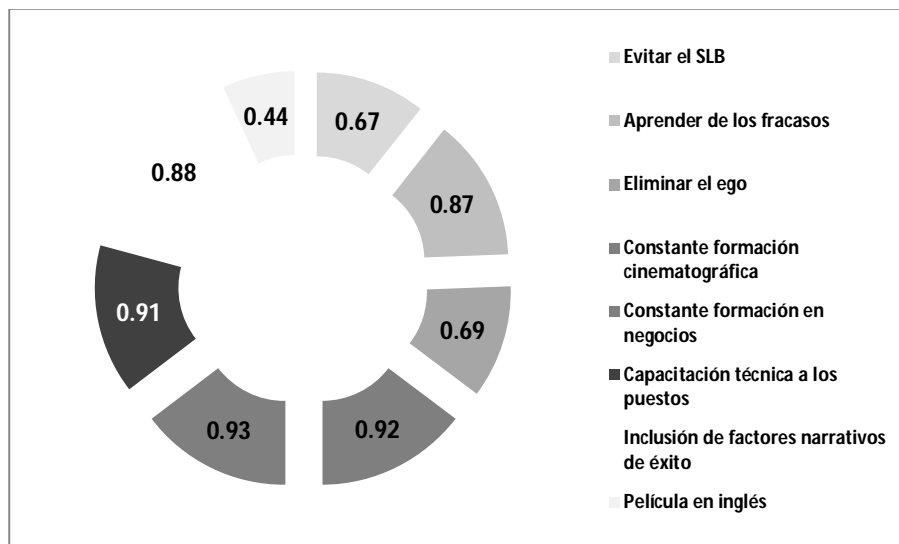 0.44
0.67
0.88
0.87
0.91
0.69
0.93
0.92
Evitar el SLB
Aprender de los fracasos
Eliminar el ego
Constante formación
cinematográfica
Constante formación en
negocios
Capacitación técnica a los
puestos
Inclusión de factores narrativos
de éxito
Película en inglés